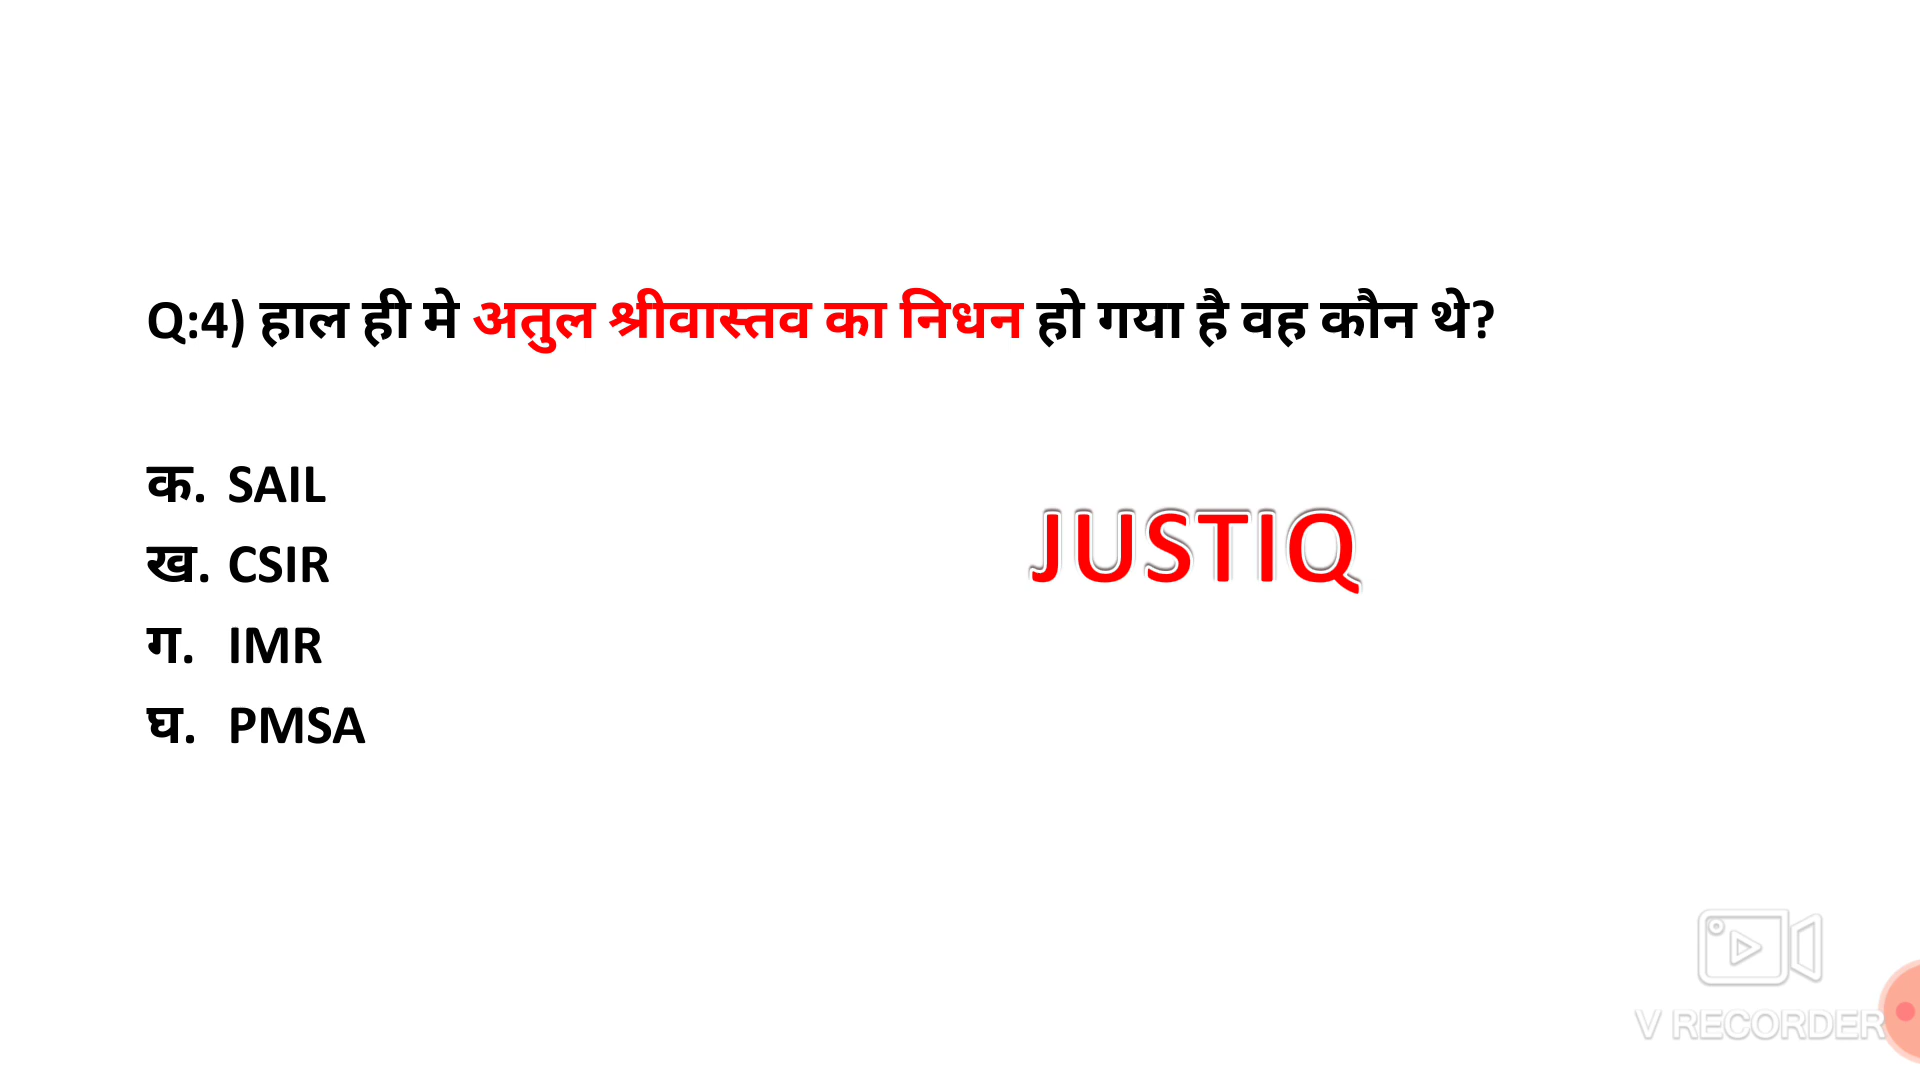 Q:4) हाल ही मे अतुल श्रीवास्तव का निधन हो गया है वह कौन थे?
क. SAIL
ख. CSIR
ग. IMR
घ. PMSA
JUSTIQ
V RECORDER